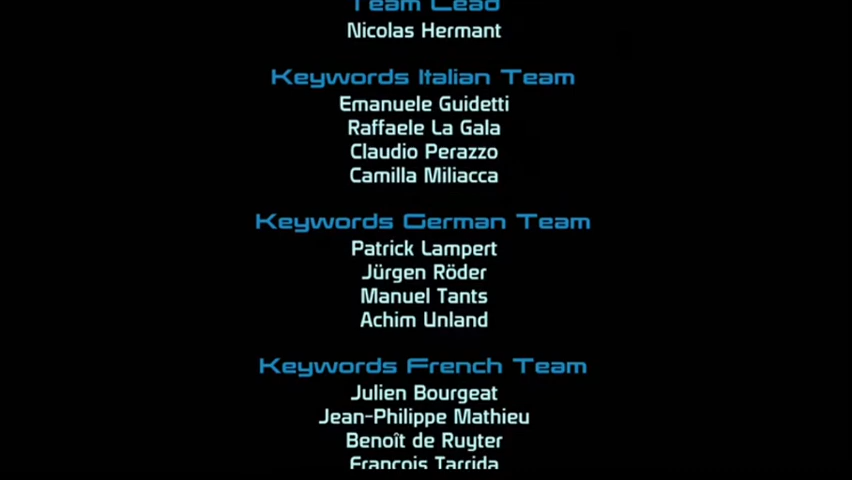 Team Lead
Nicolas Hermant
Keywords Italian Team
Emanuele Guidetti
Raffaele La Gala
Claudio Perazzo
Camilla Miliacca
Keywords German Team
Patrick Lampert
Jürgen Röder
Manuel Tants
Achim Unland
Keywords French Team
Julien Bourgeat
Jean-Philippe Mathieu
Benoît de Ruyter
François Tarrida